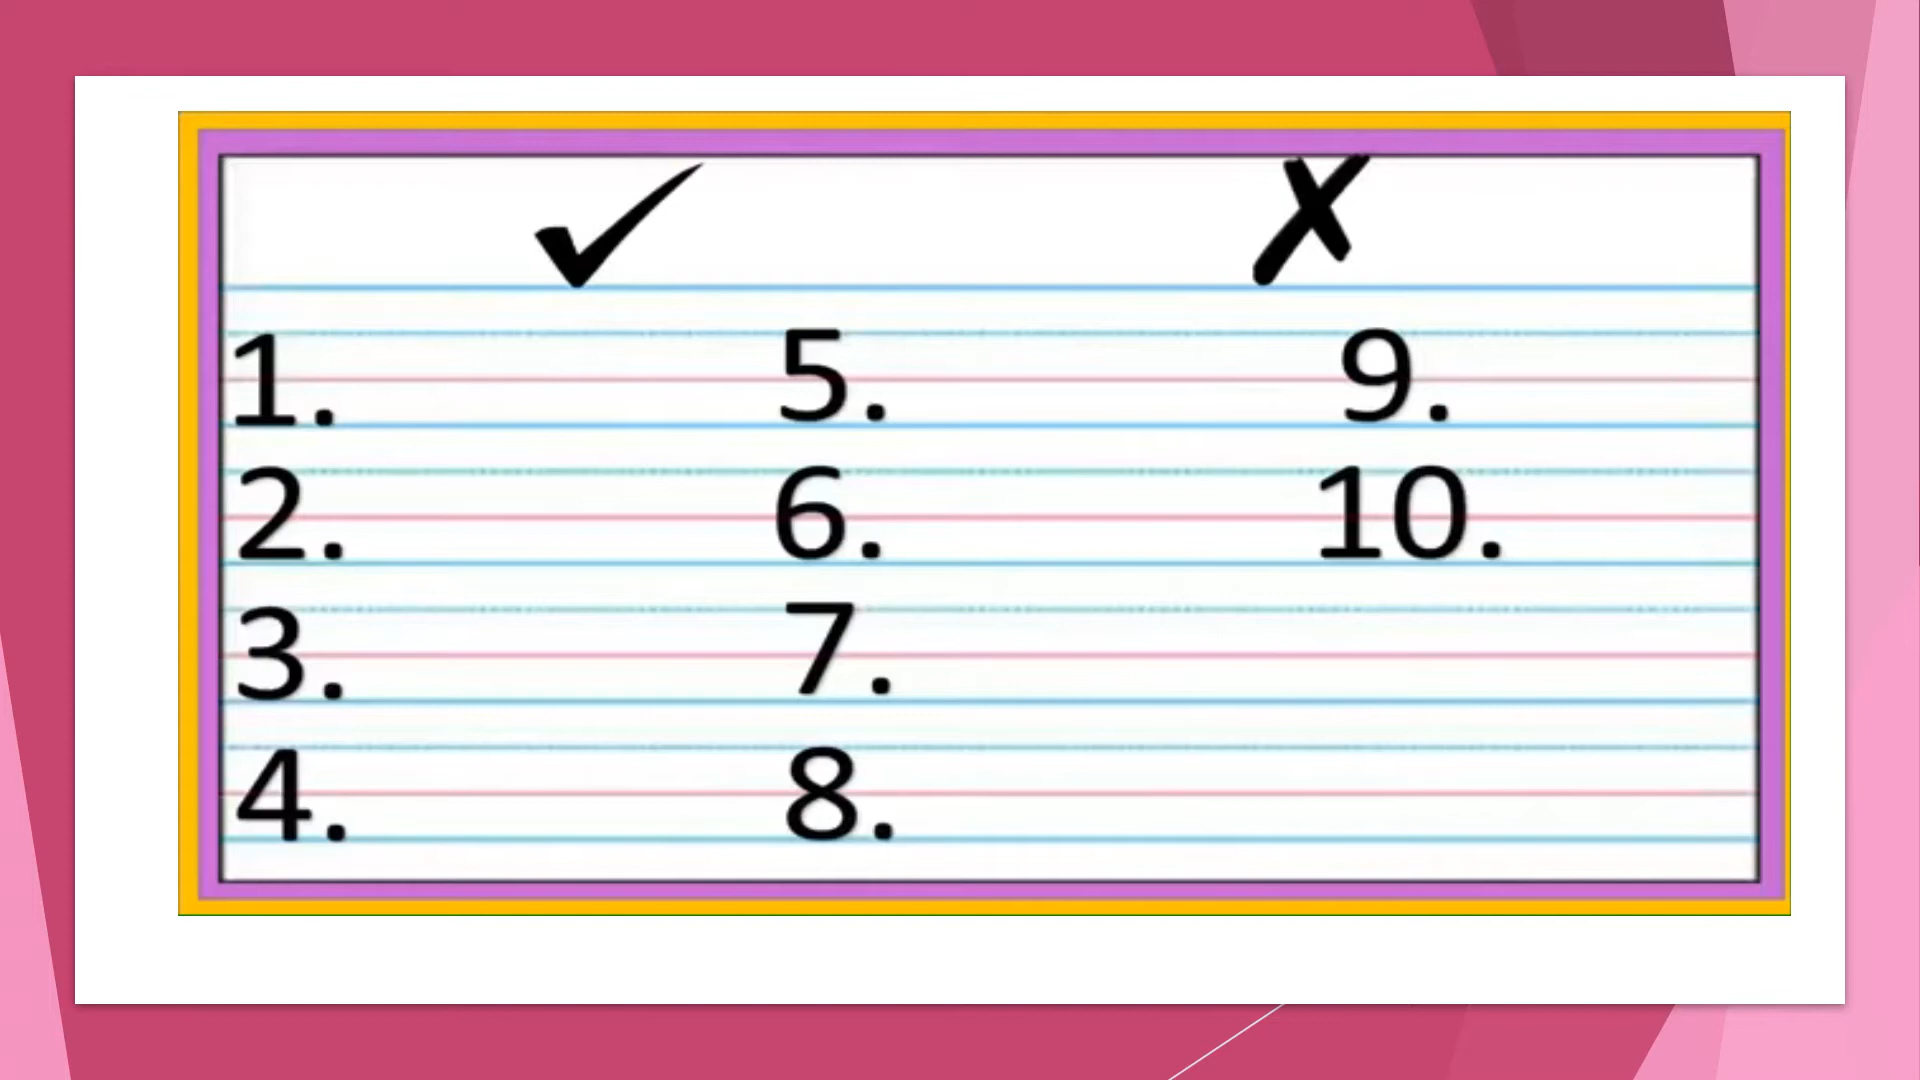 ✓ ✗
1. 5. 9.
2. 6. 10.
3. 7.
4. 8.